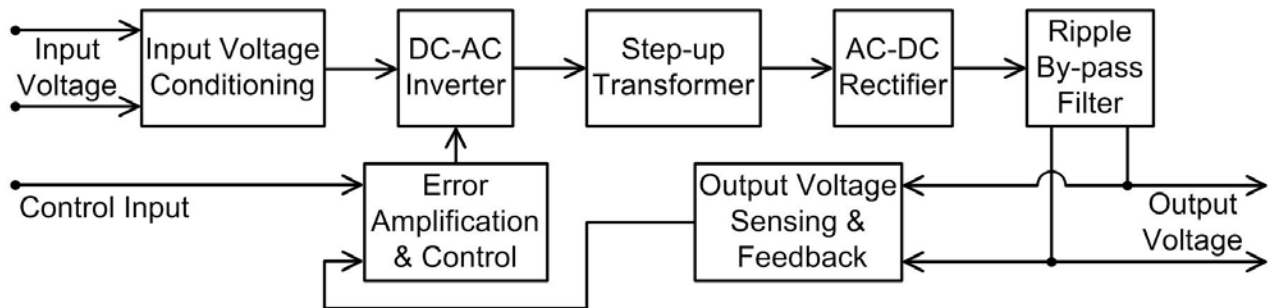 Input
Voltage
Input Voltage
Conditioning
DC-AC
Inverter
Step-up
Transformer
AC-DC
Rectifier
Ripple
By-pass
Filter
Control Input
Error
Amplification
& Control
Output Voltage
Sensing &
Feedback
Output
Voltage